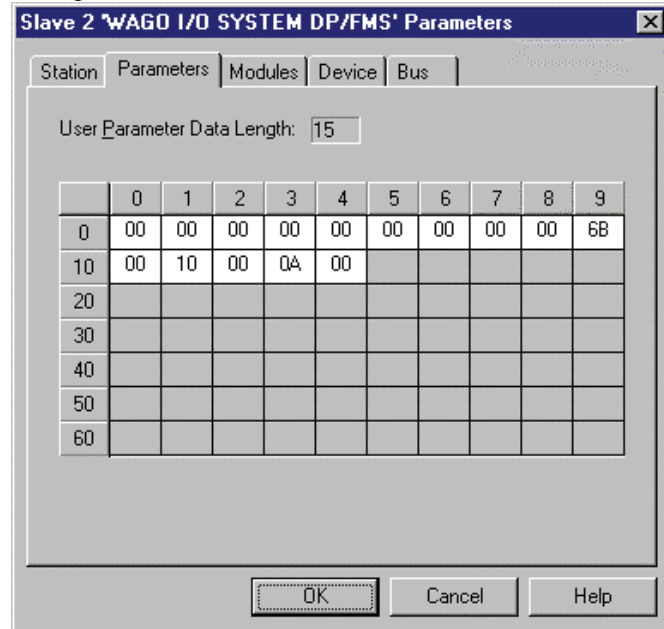 Slave 2 'WAGO I/O SYSTEM DP/FMS' Parameters
Station Parameters Modules Device Bus
User Parameter Data Length: 15
0 1 2 3 4 5 6 7 8 9
0 00 00 00 00 00 00 00 00 00 6B
10 00 10 00 0A 00
20
30
40
50
60
OK Cancel Help